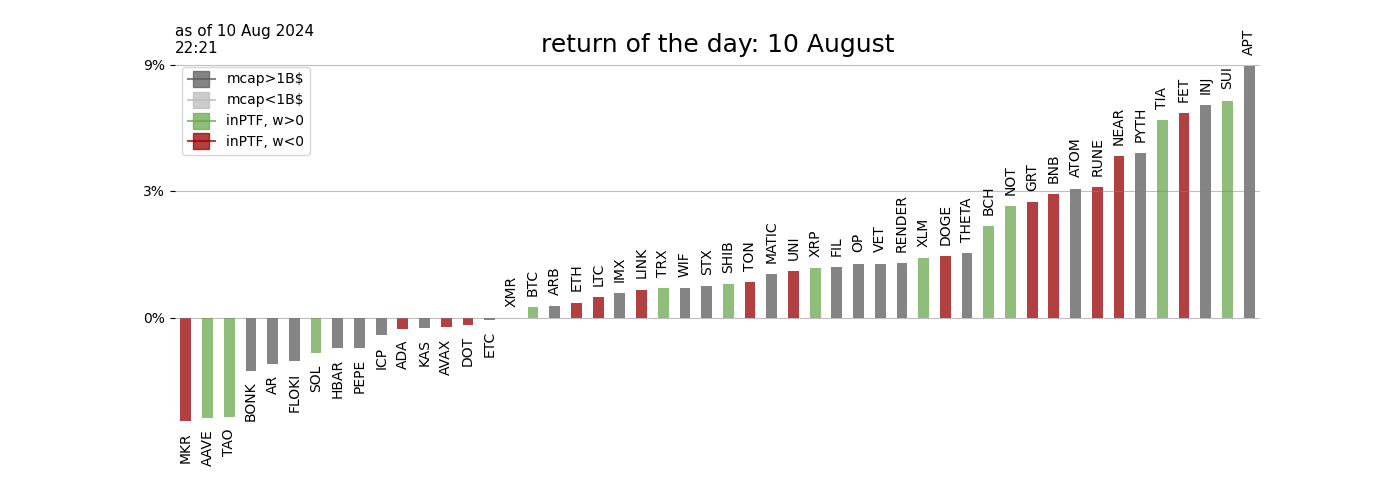 as of 10 Aug 2024
22:21
return of the day: 10 August
9%
3%
0%
mcap>1B$
mcap<1B$
inPTF, w>0
inPTF, w<0
MKR
AAVE
TAO
BONK
AR
FLOKI
SOL
HBAR
PEPE
ICP
ADA
KAS
AVAX
DOT
ETC
XMR
BTC
ARB
ETH
LTC
IMX
LINK
TRX
WIF
STX
SHIB
TON
MATIC
UNI
XRP
FIL
OP
VET
RENDER
XLM
DOGE
THETA
BCH
NOT
GRT
BNB
ATOM
RUNE
NEAR
PYTH
TIA
FET
INJ
SUI
APT